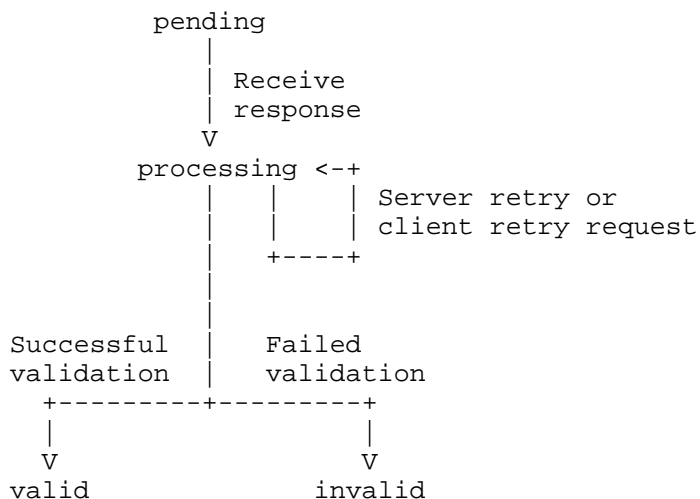 pending
Receive
response
processing
Server retry or
client retry request
Successful Failed
validation validation
valid invalid